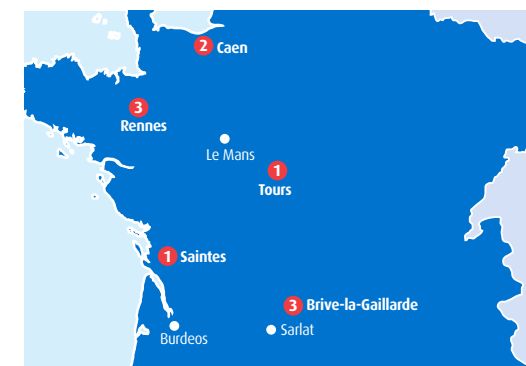 2 Caen
3
Rennes
Le Mans
1
Tours
1 Saintes
3 Brive-la-Gaillarde
Burdeos
Sarlat